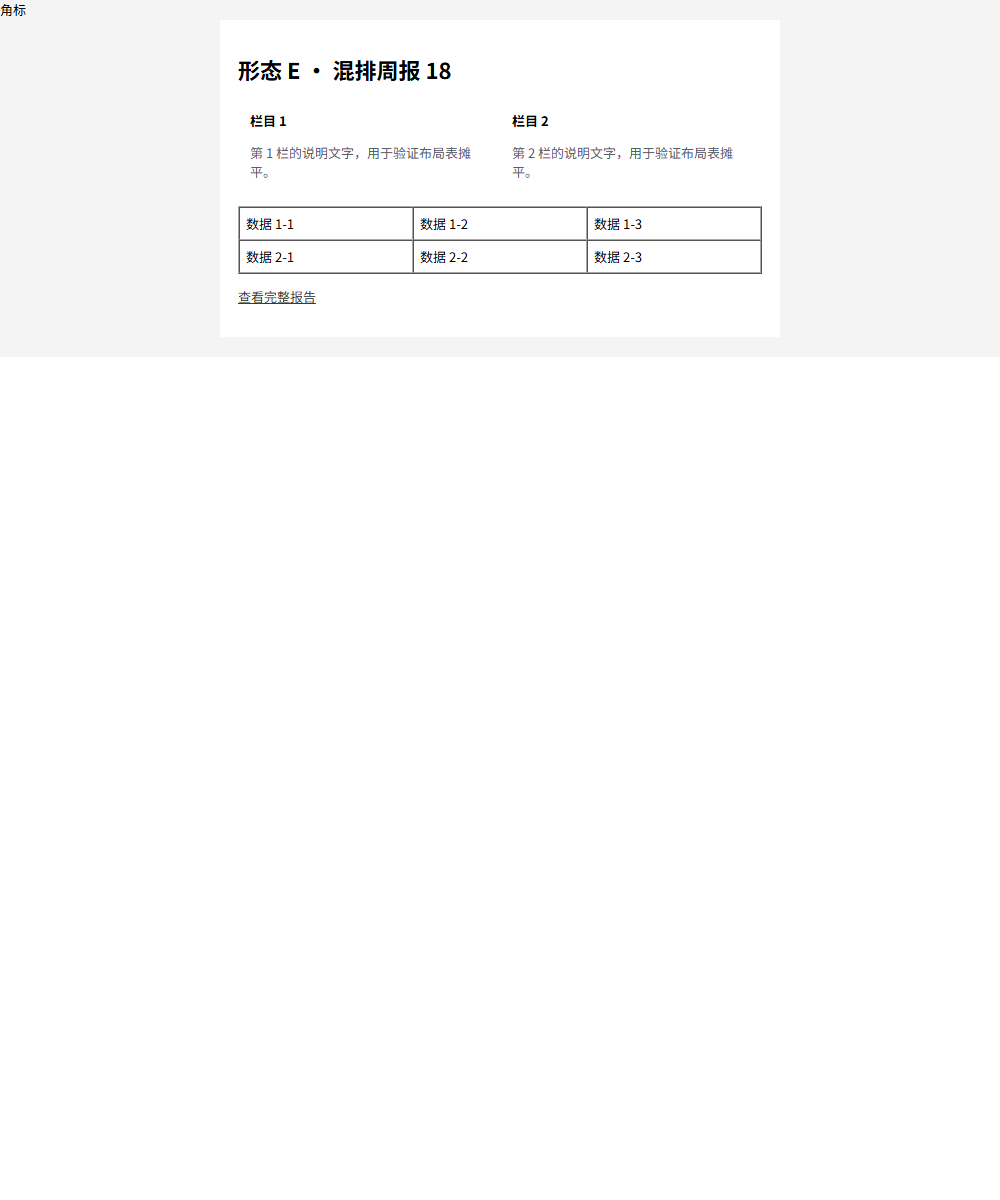 角标
形态 E · 混排周报 18
栏目 1
第 1 栏的说明文字，用于验证布局表摊
平。
栏目 2
第 2 栏的说明文字，用于验证布局表摊
平。
数据 1-1 数据 1-2 数据 1-3
数据 2-1 数据 2-2 数据 2-3
查看完整报告